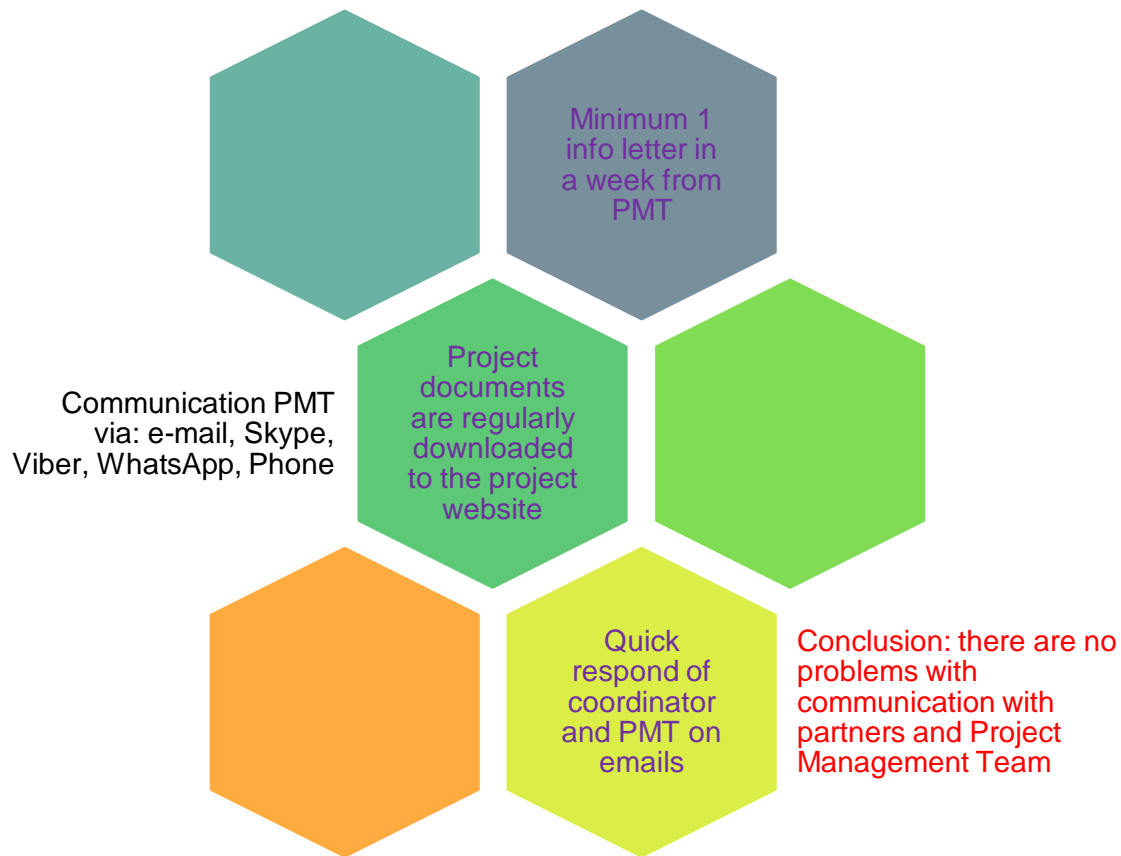 Minimum 1
info letter in
a week from
PMT
Communication PMT
via: e-mail, Skype,
Viber, WhatsApp, Phone
Project
documents
are regularly
downloaded
to the project
website
Quick
respond of
coordinator
and PMT on
emails
Conclusion: there are no
problems with
communication with
partners and Project
Management Team